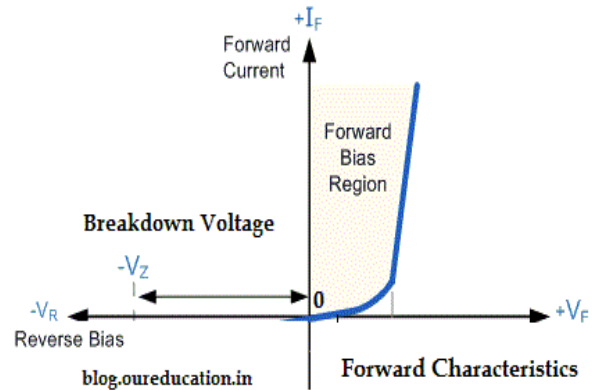 +IF
Forward
Current
Forward
Bias
Region
Breakdown Voltage
-VZ
0
-VR
+VF
Reverse Bias
Forward Characteristics
blog.oureducation.in